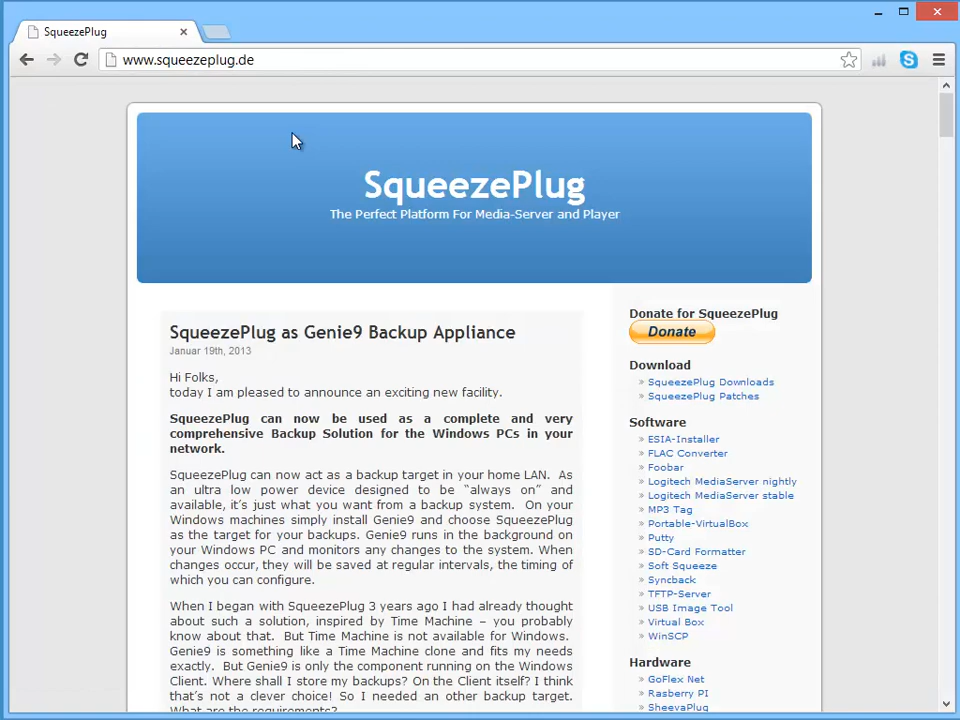 SqueezePlug
www.squeezeplug.de
SqueezePlug
The Perfect Platform For Media-Server and Player
SqueezePlug as Genie9 Backup Appliance
Januar 19th, 2013
Hi Folks,
today I am pleased to announce an exciting new facility.
SqueezePlug can now be used as a complete and very
comprehensive Backup Solution for the Windows PCs in your
network.
SqueezePlug can now act as a backup target in your home LAN. As
an ultra low power device designed to be “always on” and
available, it’s just what you want from a backup system. On your
Windows machines simply install Genie9 and choose SqueezePlug
as the target for your backups. Genie9 runs in the background on
your Windows PC and monitors any changes to the system. When
changes occur, they will be saved at regular intervals, the timing of
which you can configure.
When I began with SqueezePlug 3 years ago I had already thought
about such a solution, inspired by Time Machine – you probably
know about that. But Time Machine is not available for Windows.
Genie9 is something like a Time Machine clone and fits my needs
exactly. But Genie9 is only the component running on the Windows
Client. Where shall I store my backups? On the Client itself? I think
that’s not a clever choice! So I needed an other backup target.
What are the requirements?
Donate for SqueezePlug
Donate
Download
» SqueezePlug Downloads
» SqueezePlug Patches
Software
» ESIA-Installer
» FLAC Converter
» Foobar
» Logitech MediaServer nightly
» Logitech MediaServer stable
» MP3 Tag
» Portable-VirtualBox
» Putty
» SD-Card Formatter
» Soft Squeeze
» Syncback
» TFTP-Server
» USB Image Tool
» Virtual Box
» WinSCP
Hardware
» GoFlex Net
» Rasberry PI
» SheevaPlug